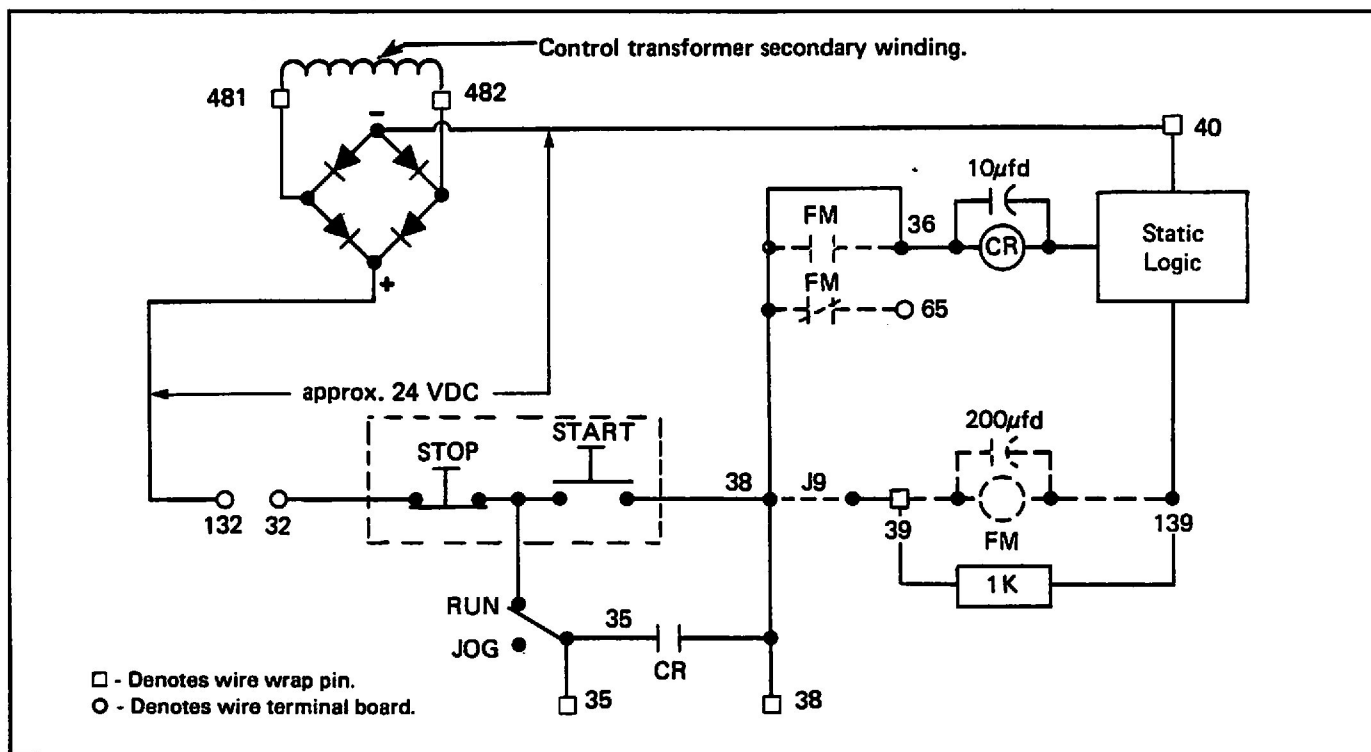 Control transformer secondary winding.
481
482
-
40
10µfd
FM
36
CR
Static
Logic
FM
65
+
approx. 24 VDC
200µfd
START
STOP
38
J9
132
32
39
FM
139
1K
RUN
35
JOG
CR
□ - Denotes wire wrap pin.
○ - Denotes wire terminal board.
35
38